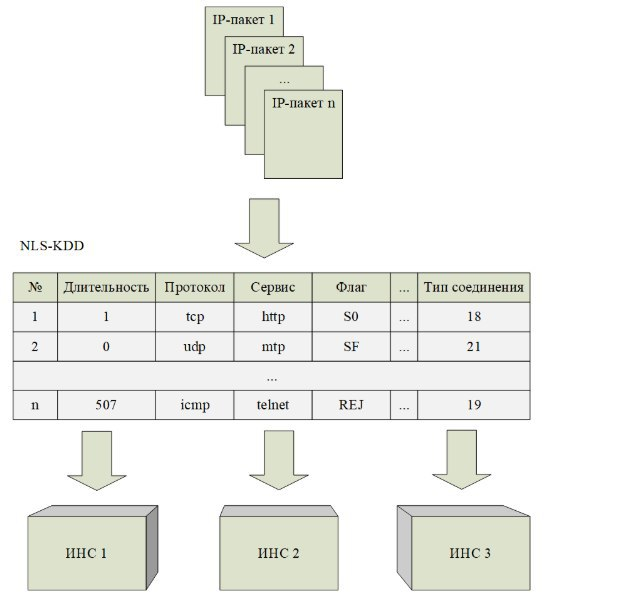 IP-пакет 1
IP-пакет 2
...
IP-пакет n
NLS-KDD
№ Длительность Протокол Сервис Флаг ... Тип соединения
1 1 tcp http S0 ... 18
2 0 udp mtp SF ... 21
...
n 507 icmp telnet REJ ... 19
ИНС 1 ИНС 2 ИНС 3